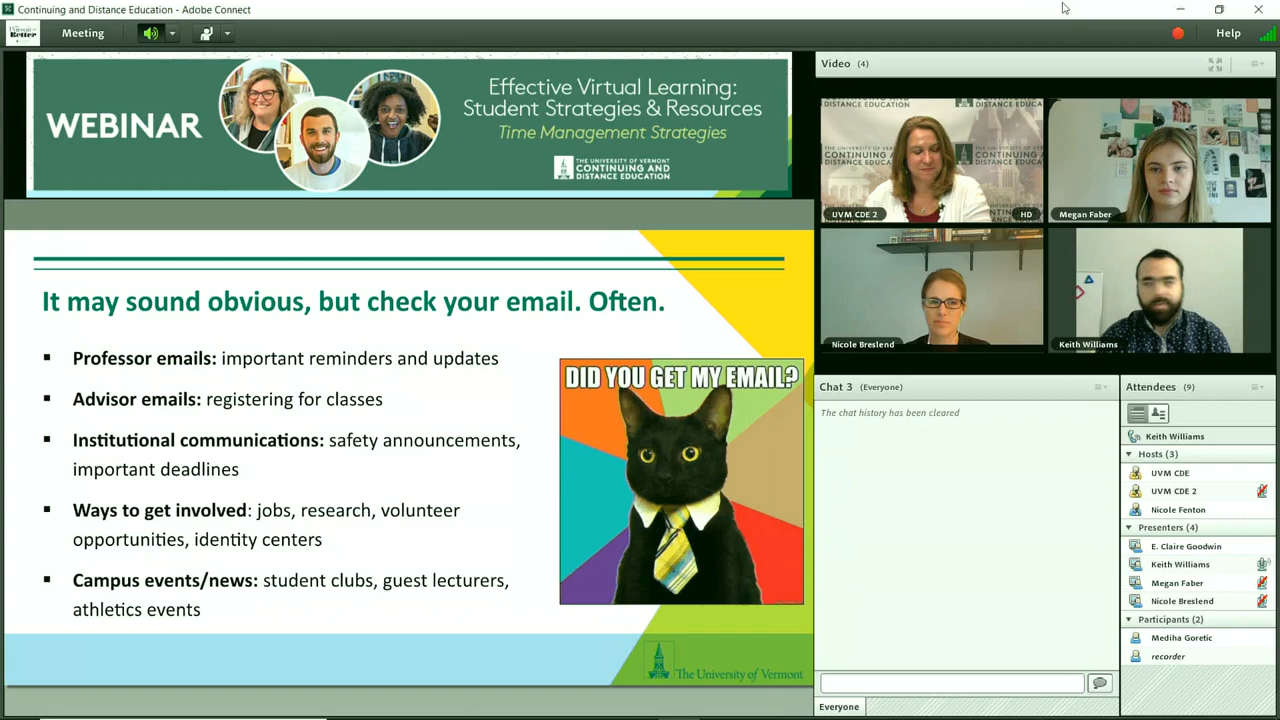 Continuing and Distance Education - Adobe Connect
Pursuit
Better
Meeting
Help
WEBINAR
Effective Virtual Learning:
Student Strategies & Resources
Time Management Strategies
THE UNIVERSITY OF VERMONT
CONTINUING AND
DISTANCE EDUCATION
It may sound obvious, but check your email. Often.
▪ Professor emails: important reminders and updates
▪ Advisor emails: registering for classes
▪ Institutional communications: safety announcements,
important deadlines
▪ Ways to get involved: jobs, research, volunteer
opportunities, identity centers
▪ Campus events/news: student clubs, guest lecturers,
athletics events
DID YOU GET MY EMAIL?
The University of Vermont
Video (4)
UVM CDE 2
HD
Megan Faber
Nicole Breslend
Keith Williams
Chat 3 (Everyone)
The chat history has been cleared
Everyone
Attendees (9)
Keith Williams
Hosts (3)
UVM CDE
UVM CDE 2
Nicole Fenton
Presenters (4)
E. Claire Goodwin
Keith Williams
Megan Faber
Nicole Breslend
Participants (2)
Mediha Goretic
recorder